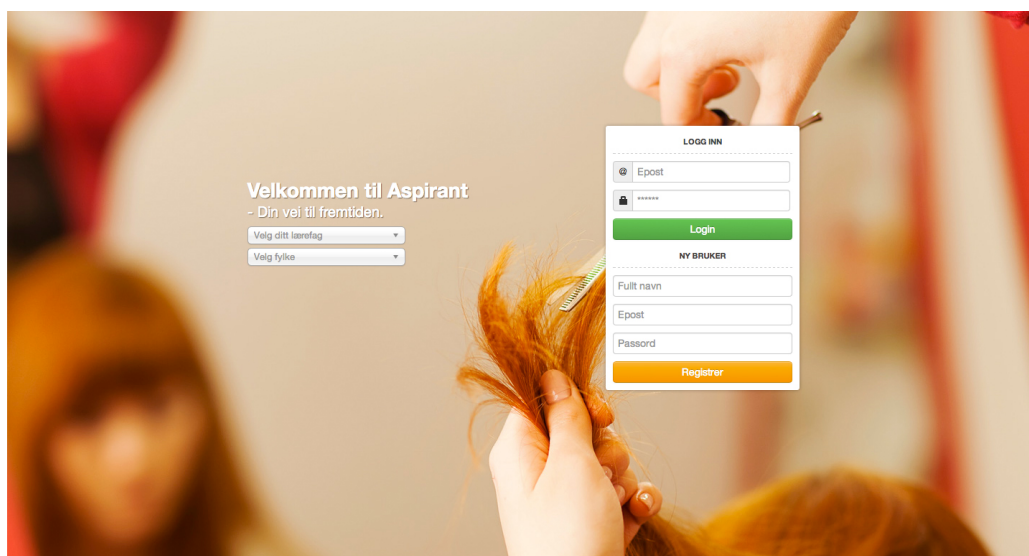 Velkommen til Aspirant
- Din vei til fremtiden.
Velg ditt lærefag
Velg fylke
LOGG INN
@ Epost
******
Login
NY BRUKER
Fullt navn
Epost
Passord
Registrer